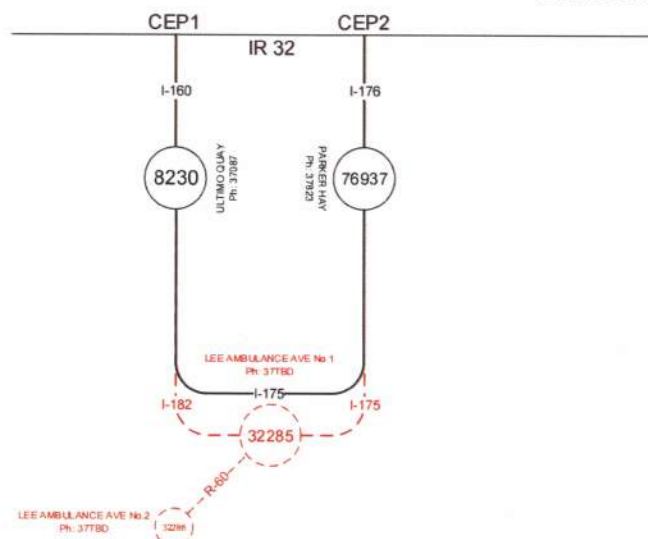 CEP1
CEP2
IR 32
I-160
I-176
8230
ULTIMO QUAY
Ph: 37087
PARKER HAY
Ph: 37823
76937
LEE AMBULANCE AVE No.1
Ph: 37TBD
I-175
I-182
I-175
32285
R-60
LEE AMBULANCE AVE No.2
Ph: 37TBD
32286